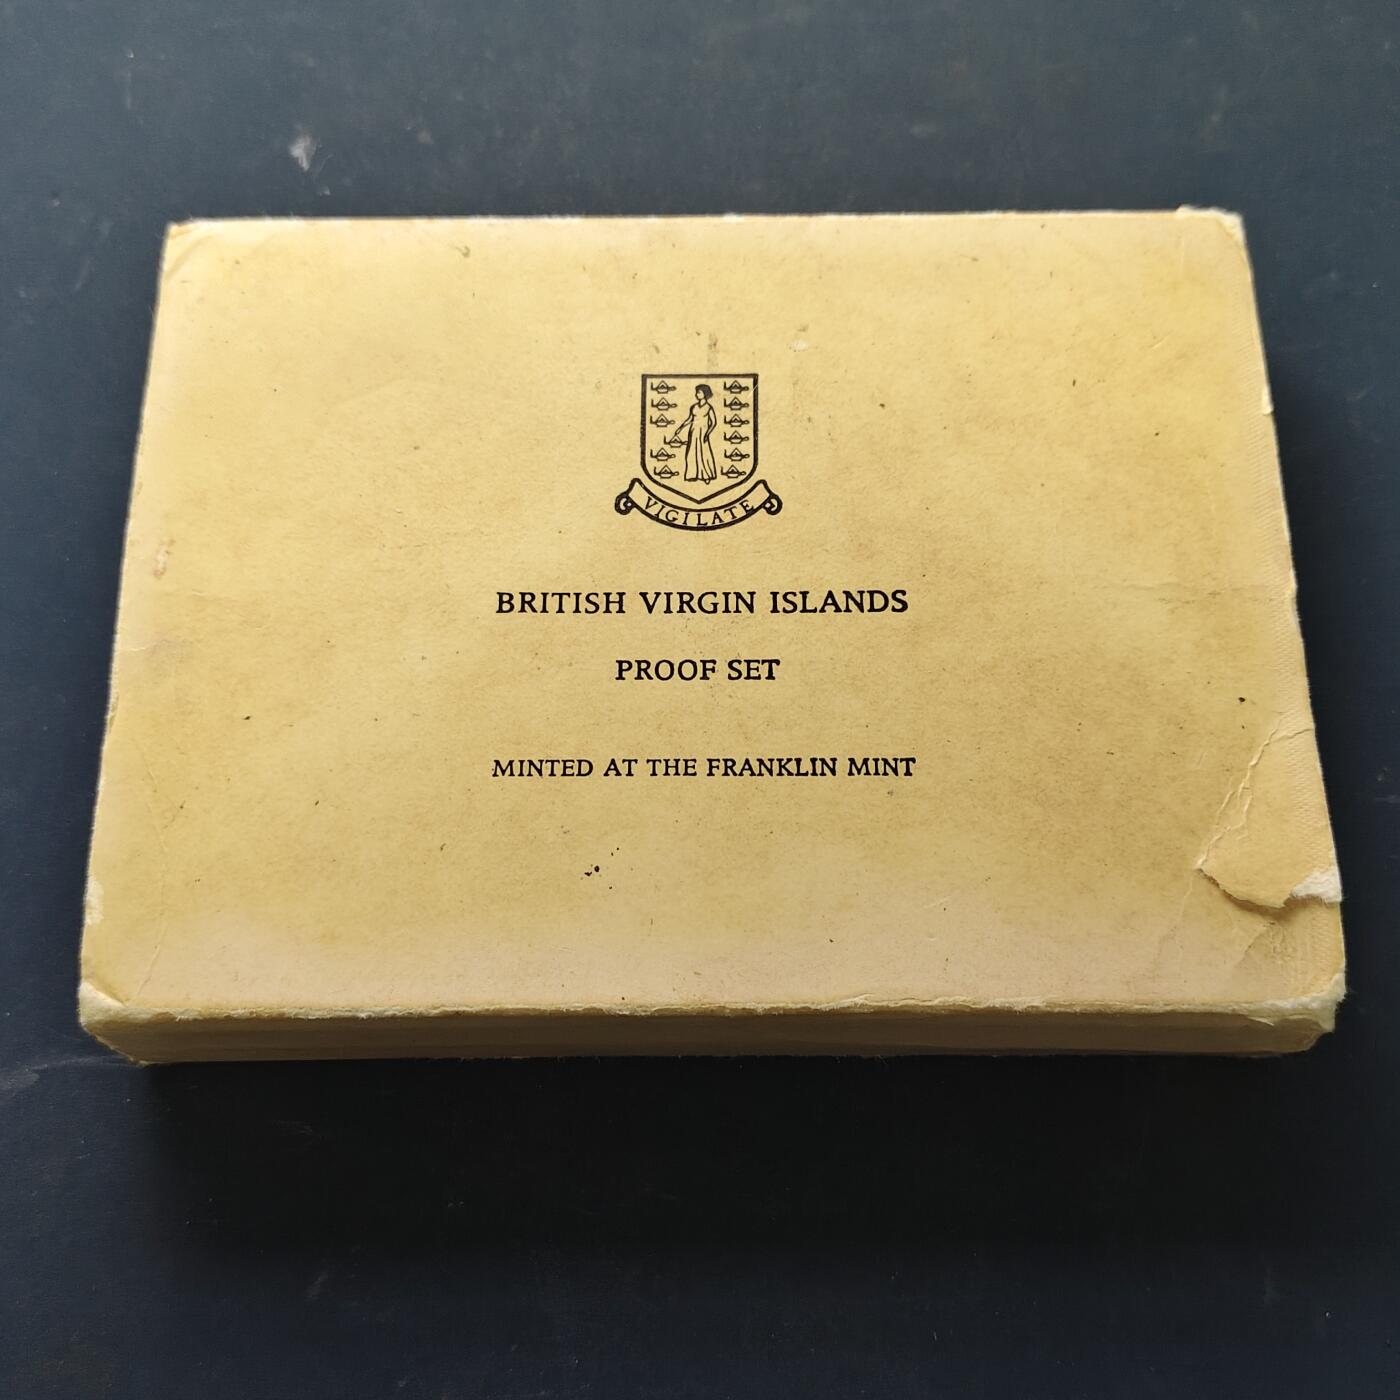 VIGILATE
BRITISH VIRGIN ISLANDS
PROOF SET
MINTED AT THE FRANKLIN MINT